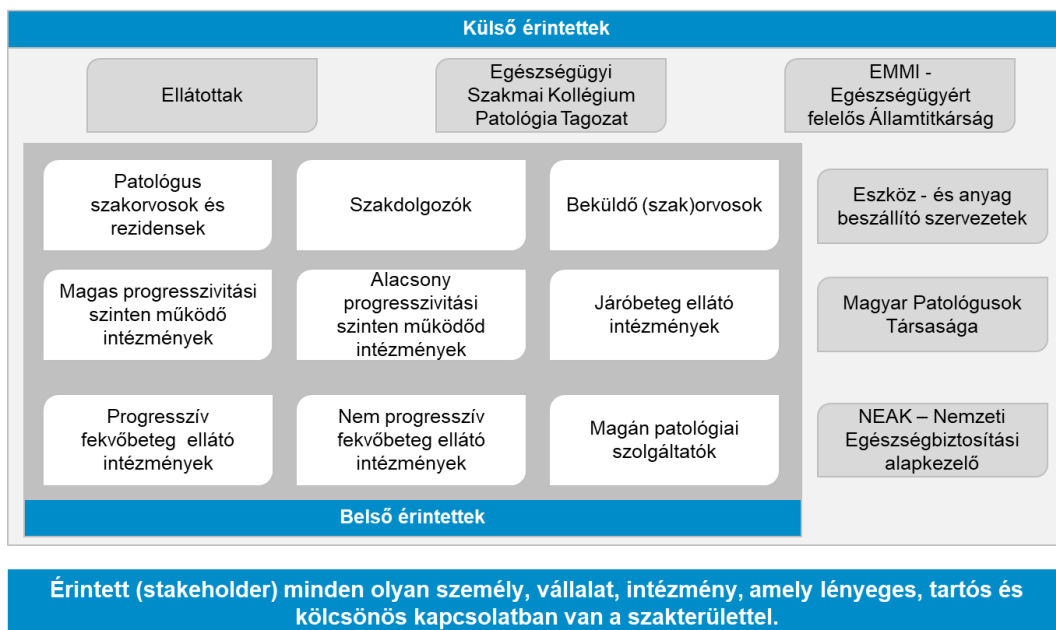 Külső érintettek
Ellátottak
Egészségügyi
Szakmai Kollégium
Patológia Tagozat
EMMI -
Egészségügyért
felelős Államtitkárság
Patológus
szakorvosok és
rezidensek
Szakdolgozók
Beküldő (szak)orvosok
Eszköz - és anyag
beszállító szervezetek
Magas progresszivitási
szinten működő
intézmények
Alacsony
progresszivitási
szinten működőd
intézmények
Járóbeteg ellátó
intézmények
Magyar Patológusok
Társasága
Progresszív
fekvőbeteg ellátó
intézmények
Nem progresszív
fekvőbeteg ellátó
intézmények
Magán patológiai
szolgáltatók
NEAK – Nemzeti
Egészségbiztosítási
alapkezelő
Belső érintettek
Érintett (stakeholder) minden olyan személy, vállalat, intézmény, amely lényeges, tartós és
kölcsönös kapcsolatban van a szakterülettel.